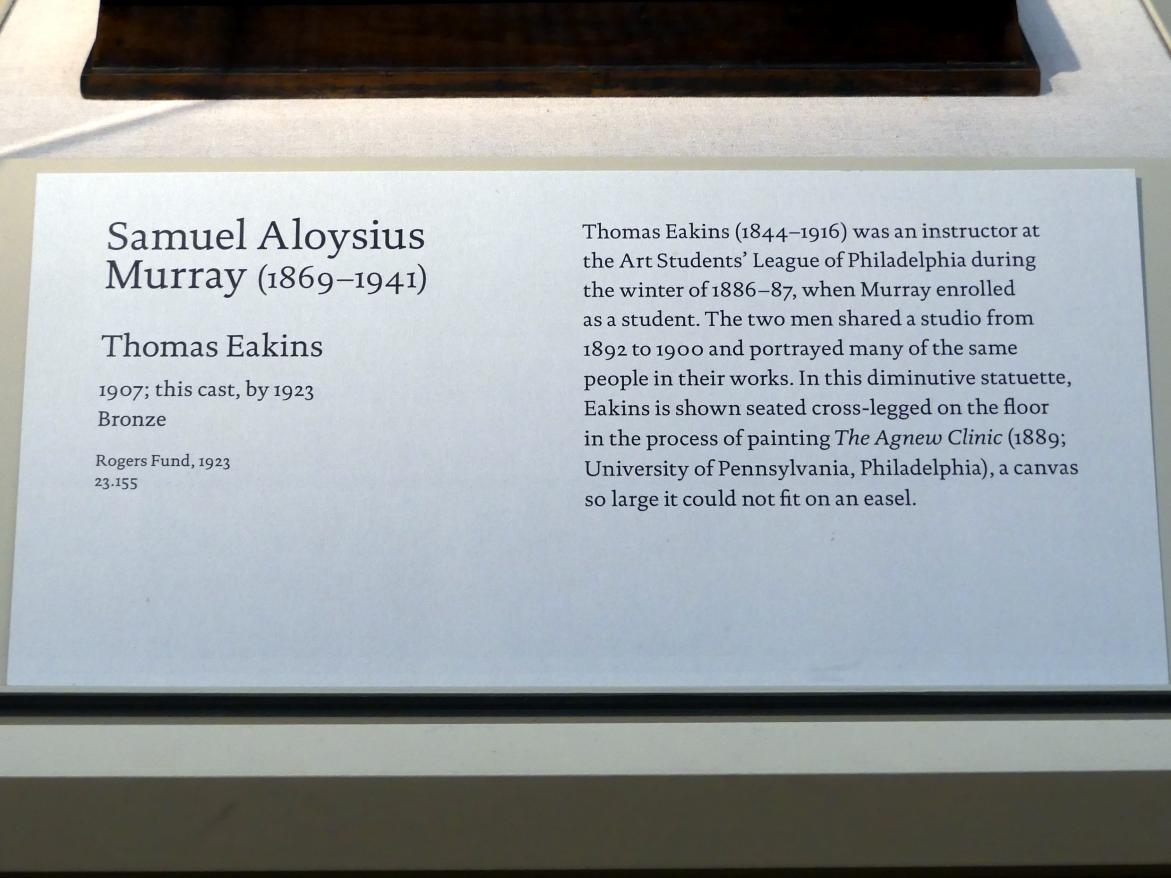 Samuel Aloysius
Murray (1869–1941)
Thomas Eakins
1907; this cast, by 1923
Bronze
Rogers Fund, 1923
23.155
Thomas Eakins (1844–1916) was an instructor at
the Art Students’ League of Philadelphia during
the winter of 1886–87, when Murray enrolled
as a student. The two men shared a studio from
1892 to 1900 and portrayed many of the same
people in their works. In this diminutive statuette,
Eakins is shown seated cross-legged on the floor
in the process of painting The Agnew Clinic (1889;
University of Pennsylvania, Philadelphia), a canvas
so large it could not fit on an easel.